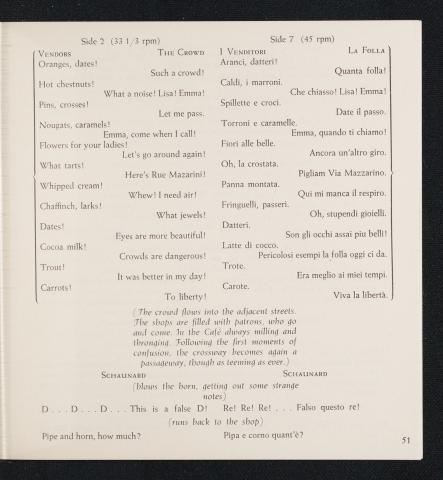 Side 2 (33 1/3 rpm) Side 7 (45 rpm)
VENDORS THE CROWD I VENDITORI LA FOLLA
Oranges, dates! Aranci, datteri!
Such a crowd! Quanta folla!
Hot chestnuts! Caldi, i marroni.
What a noise! Lisa! Emma! Che chiasso! Lisa! Emma!
Pins, crosses! Spillette e croci.
Let me pass. Date il passo.
Nougats, caramels! Torroni e caramelle.
Emma, come when I call! Emma, quando ti chiamo!
Flowers for your ladies! Fiori alle belle.
Let's go around again! Ancora un'altro giro.
What tarts! Oh, la crostata.
Here's Rue Mazarini! Pigliam Via Mazzarino.
Whipped cream! Panna montata.
Whew! I need air! Qui mi manca il respiro.
Chaffinch, larks! Fringuelli, passeri.
What jewels! Oh, stupendi gioielli.
Dates! Datteri.
Eyes are more beautiful! Son gli occhi assai piu belli!
Cocoa milk! Latte di cocco.
Crowds are dangerous! Pericolosi esempi la folla oggi ci da.
Trout! Trote.
It was better in my day! Era meglio ai miei tempi.
Carrots! Carote.
To liberty! Viva la libertà.
(The crowd flows into the adjacent streets.
The shops are filled with patrons, who go
and come. In the Café always milling and
thronging. Following the first moments of
confusion, the crossway becomes again a
passageway, though as teeming as ever.)
SCHAUNARD SCHAUNARD
(blows the horn, getting out some strange
notes)
D . . . D . . . D . . . This is a false D! Re! Re! Re! . . . Falso questo re!
(runs back to the shop)
Pipe and horn, how much? Pipa e corno quant'è?
51